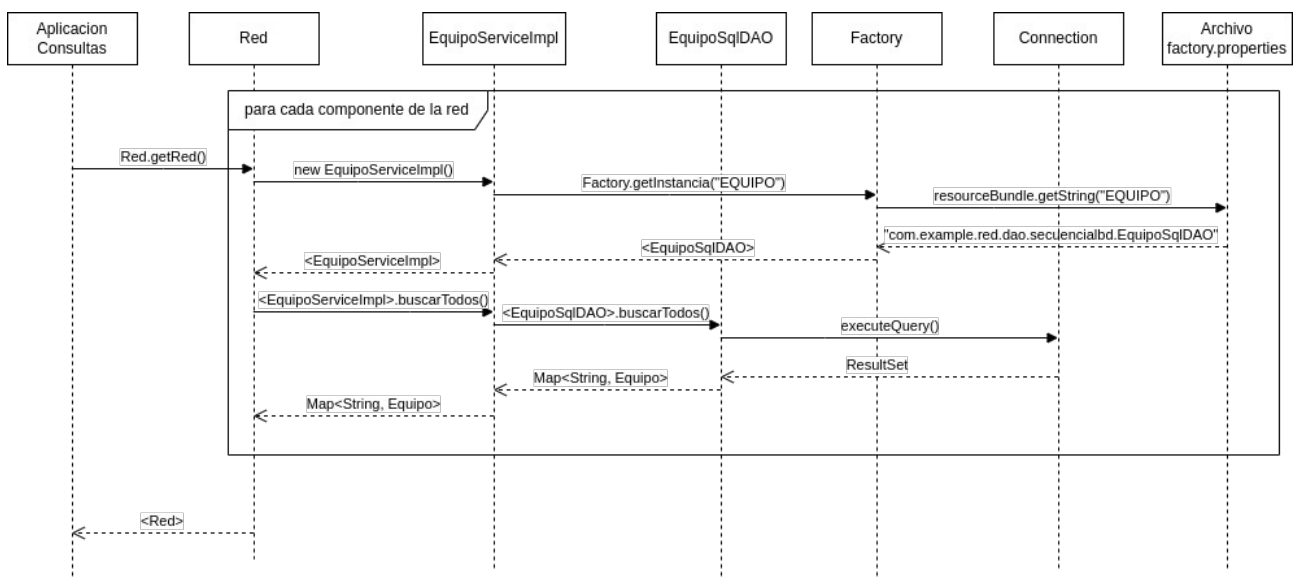 Aplicacion
Consultas
Red
EquipoServiceImpl
EquipoSqlDAO
Factory
Connection
Archivo
factory.properties
para cada componente de la red
Red.getRed()
new EquipoServiceImpl()
Factory.getInstancia("EQUIPO")
resourceBundle.getString("EQUIPO")
"com.example.red.dao.secuencialbd.EquipoSqlDAO"
<EquipoSqlDAO>
<EquipoServiceImpl>
<EquipoServiceImpl>.buscarTodos()
<EquipoSqlDAO>.buscarTodos()
executeQuery()
ResultSet
Map<String, Equipo>
Map<String, Equipo>
<Red>